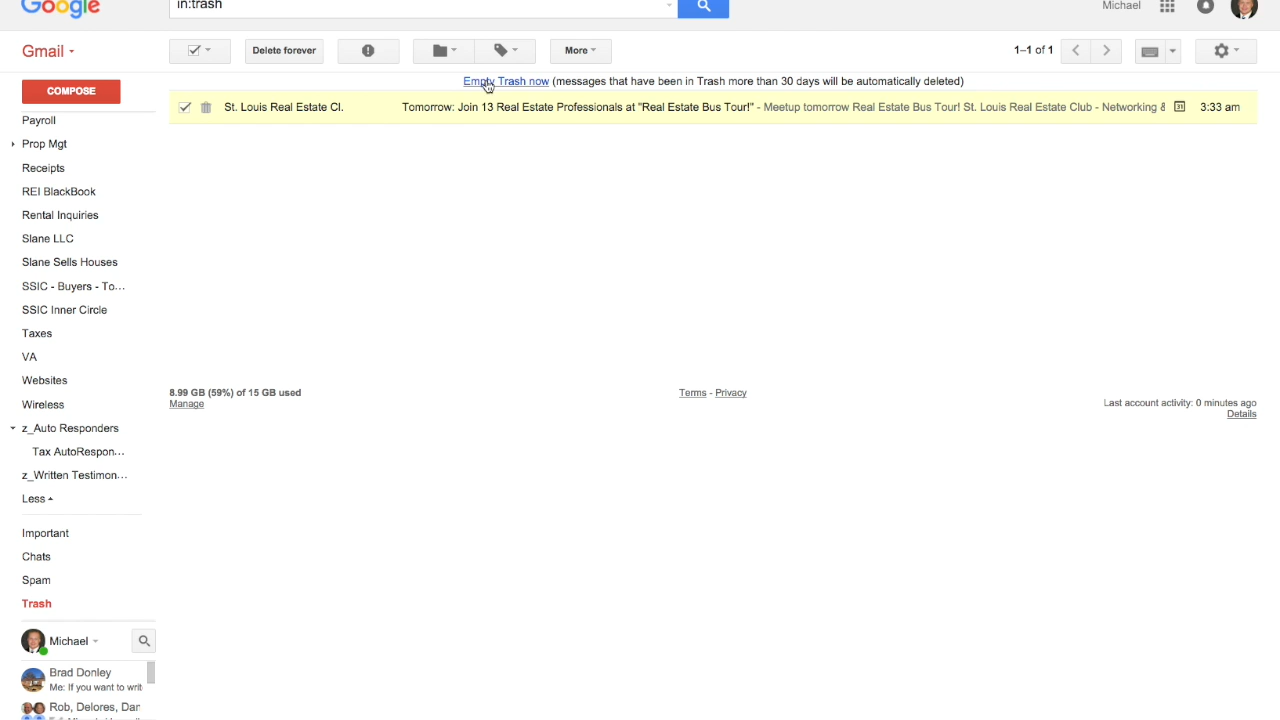 Google
in:trash
Michael
Gmail
Delete forever
More
1–1 of 1
Empty Trash now (messages that have been in Trash more than 30 days will be automatically deleted)
COMPOSE
St. Louis Real Estate Cl.
Tomorrow: Join 13 Real Estate Professionals at "Real Estate Bus Tour!" - Meetup tomorrow Real Estate Bus Tour! St. Louis Real Estate Club - Networking &
31
3:33 am
Payroll
Prop Mgt
Receipts
REI BlackBook
Rental Inquiries
Slane LLC
Slane Sells Houses
SSIC - Buyers - To…
SSIC Inner Circle
Taxes
VA
Websites
Wireless
z_Auto Responders
Tax AutoRespon…
z_Written Testimon…
Less
Important
Chats
Spam
Trash
8.99 GB (59%) of 15 GB used
Manage
Terms - Privacy
Last account activity: 0 minutes ago
Details
Michael
Brad Donley
Me: If you want to writ
Rob, Delores, Dar